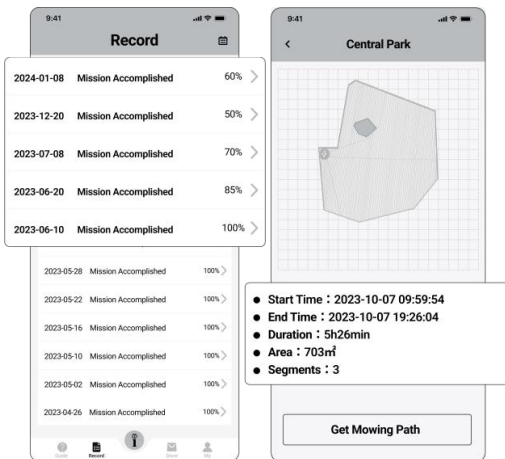 9:41
Record
2024-01-08 Mission Accomplished 60%
2023-12-20 Mission Accomplished 50%
2023-07-08 Mission Accomplished 70%
2023-06-20 Mission Accomplished 85%
2023-06-10 Mission Accomplished 100%
2023-05-28 Mission Accomplished 100%
2023-05-22 Mission Accomplished 100%
2023-05-16 Mission Accomplished 100%
2023-05-10 Mission Accomplished 100%
2023-05-02 Mission Accomplished 100%
2023-04-26 Mission Accomplished 100%
Guide Record Store My
9:41
Central Park
Start Time：2023-10-07 09:59:54
End Time：2023-10-07 19:26:04
Duration：5h26min
Area：703㎡
Segments：3
Get Mowing Path